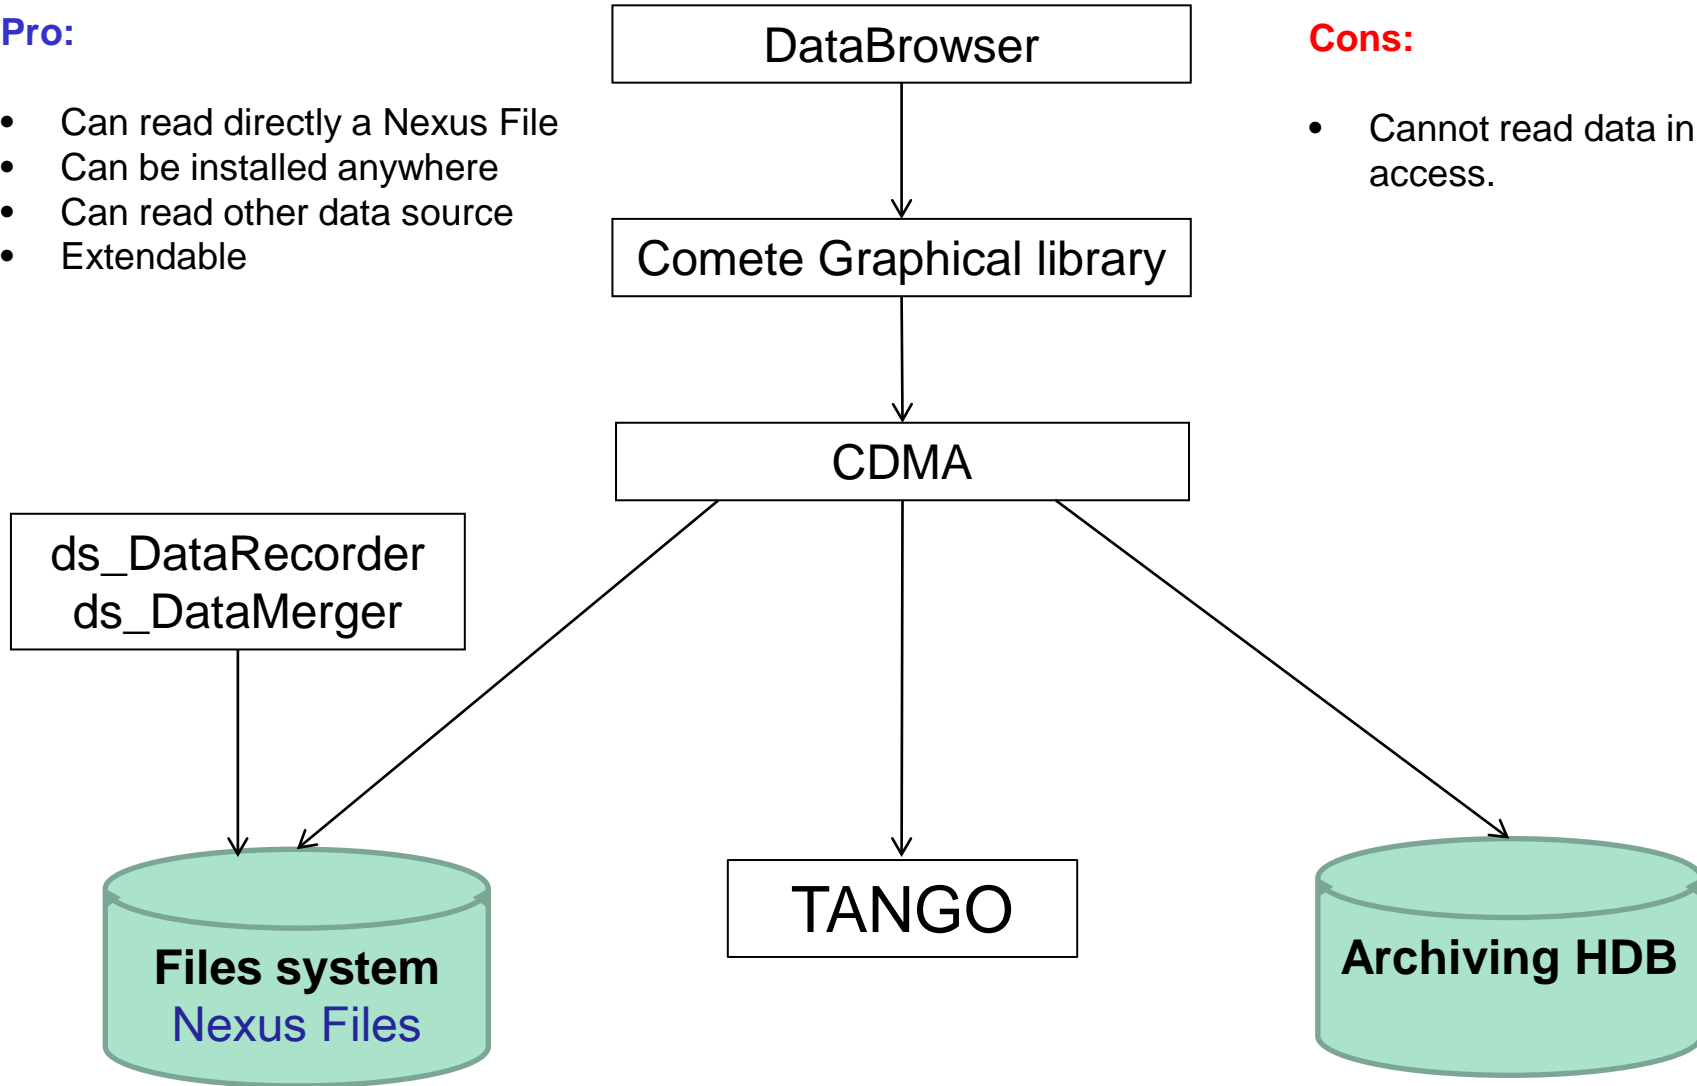 Pro:
• Can read directly a Nexus File
• Can be installed anywhere
• Can read other data source
• Extendable
DataBrowser
Cons:
• Cannot read data in
access.
Comete Graphical library
CDMA
ds_DataRecorder
ds_DataMerger
TANGO
Files system
Nexus Files
Archiving HDB